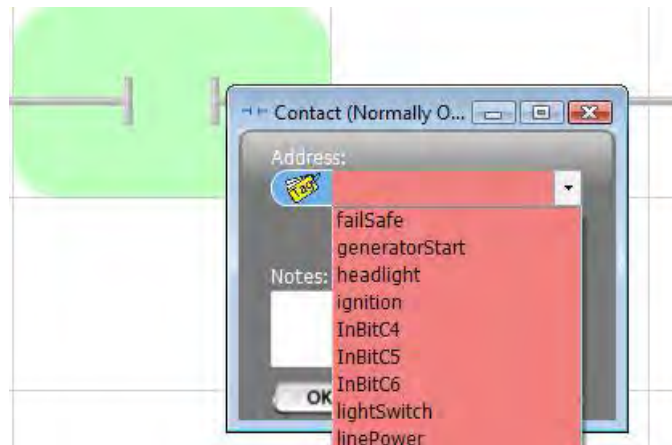 Contact (Normally O...
Address:
Tag
failSafe
generatorStart
Notes:
headlight
ignition
InBitC4
InBitC5
InBitC6
OK
lightSwitch
linePower